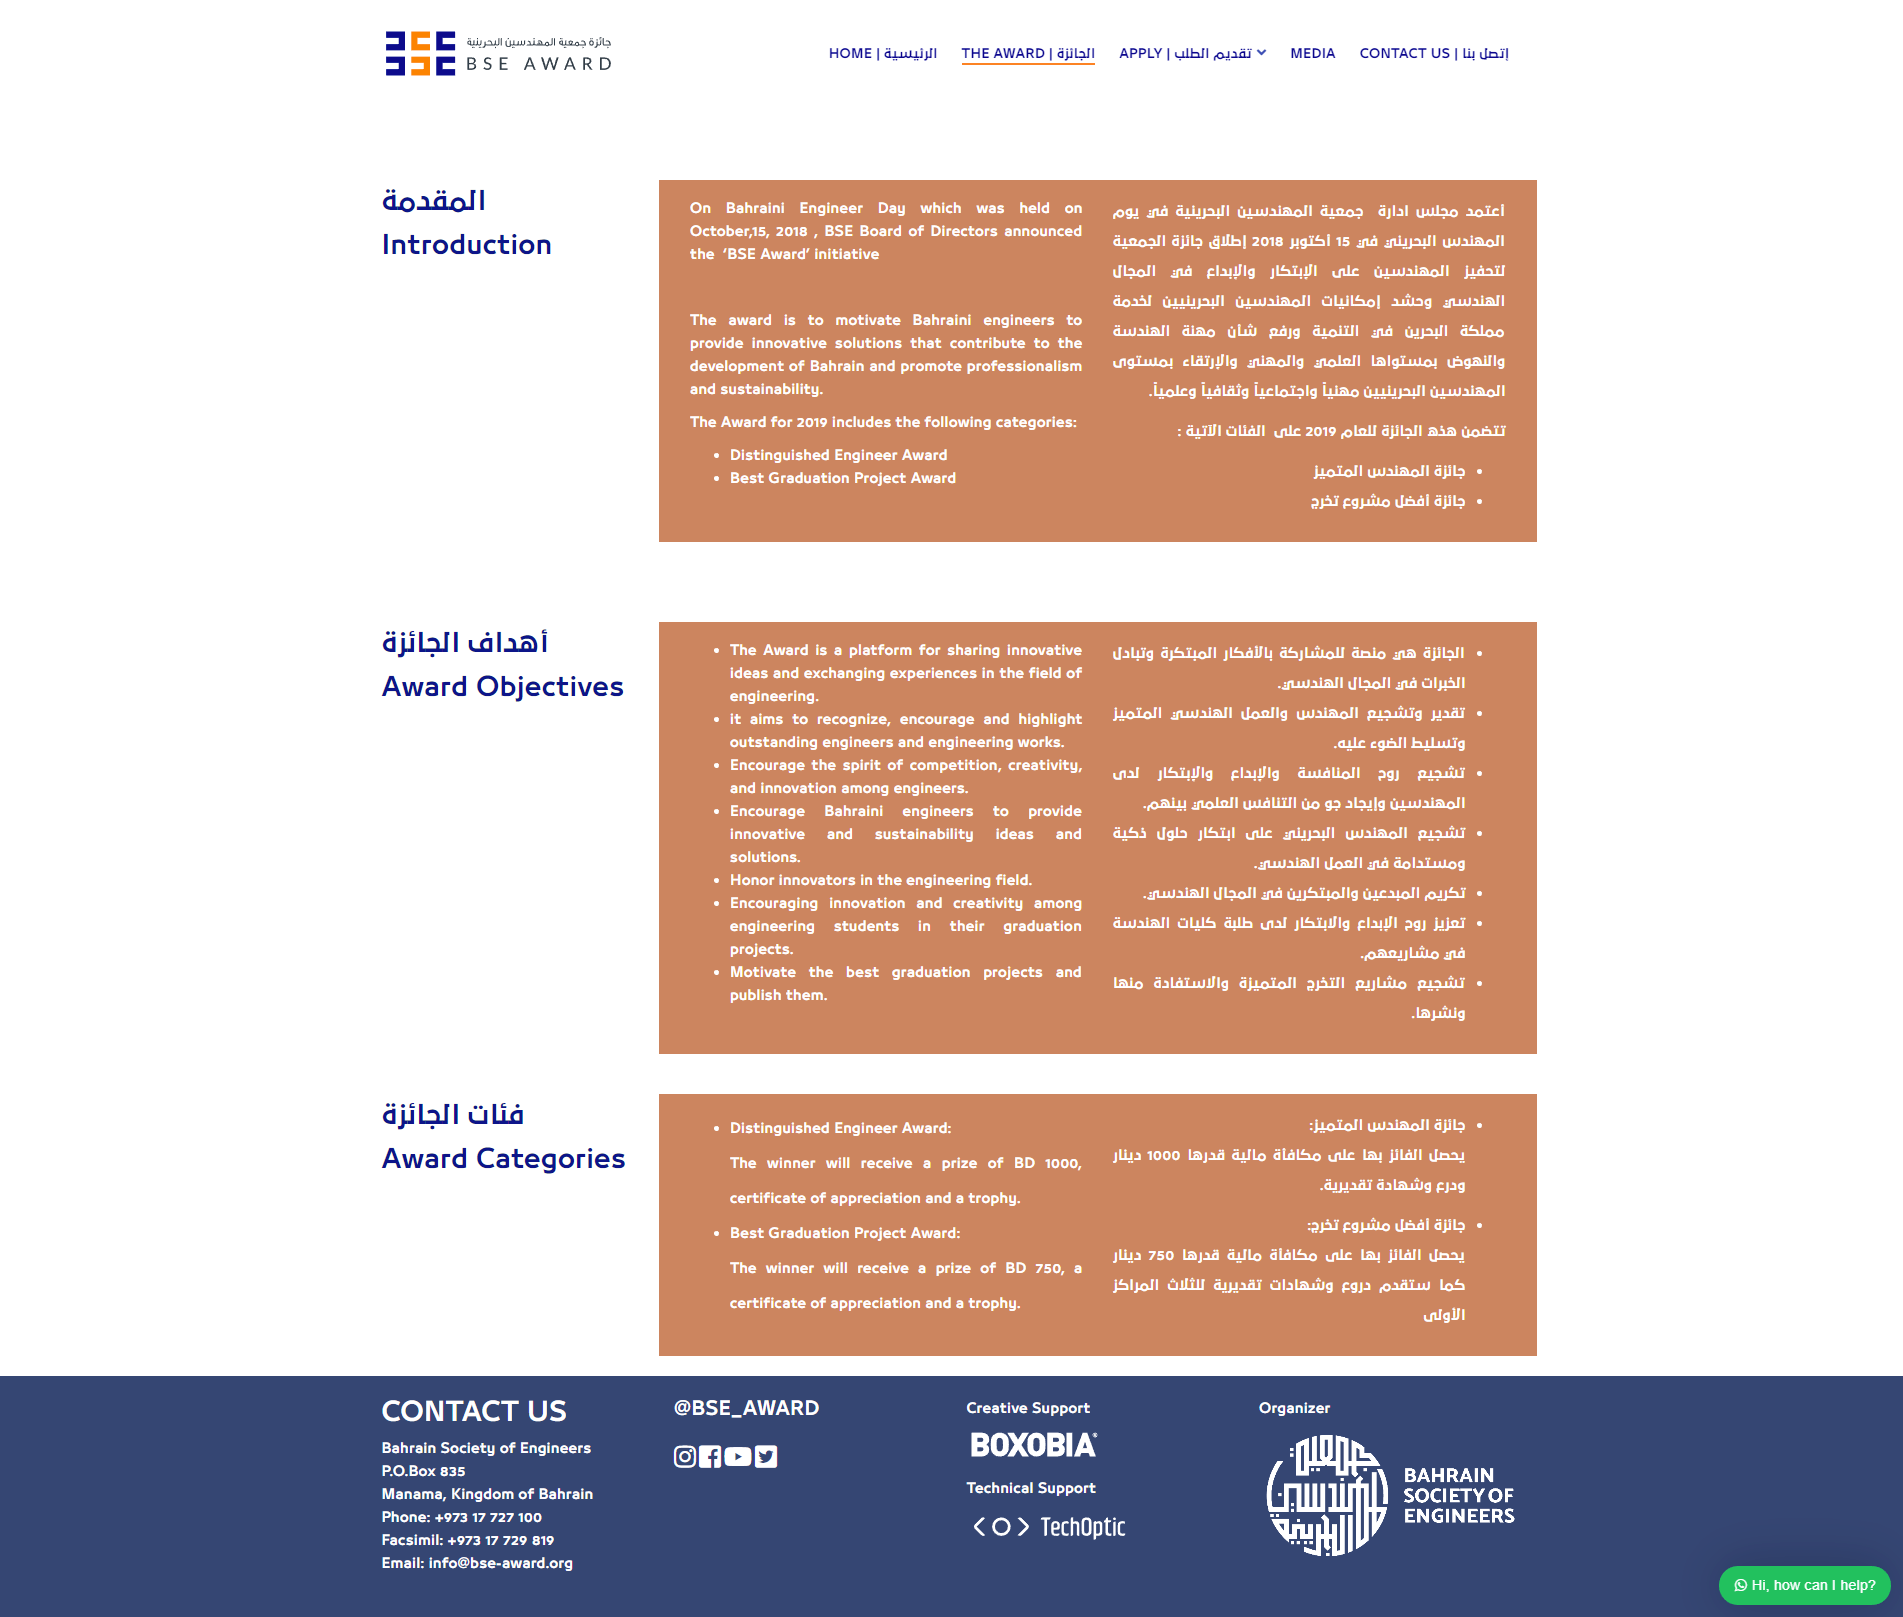 جائزة جمعية المهندسين البحرينية
BSE AWARD
HOME | الرئيسية
THE AWARD | الجائزة
APPLY | تقديم الطلب
MEDIA
CONTACT US | إتصل بنا
المقدمة
Introduction
On Bahraini Engineer Day which was held on
October,15, 2018 , BSE Board of Directors announced
the ‘BSE Award’ initiative
The award is to motivate Bahraini engineers to
provide innovative solutions that contribute to the
development of Bahrain and promote professionalism
and sustainability.
The Award for 2019 includes the following categories:
• Distinguished Engineer Award
• Best Graduation Project Award
أعتمد مجلس ادارة جمعية المهندسين البحرينية في يوم
المهندس البحريني في 15 أكتوبر 2018 إطلاق جائزة الجمعية
لتحفيز المهندسين على الإبتكار والإبداع في المجال
الهندسي وحشد إمكانيات المهندسين البحرينيين لخدمة
مملكة البحرين في التنمية ورفع شأن مهنة الهندسة
والنهوض بمستواها العلمي والمهني والإرتقاء بمستوى
المهندسين البحرينيين مهنياً واجتماعياً وثقافياً وعلمياً.
تتضمن هذه الجائزة للعام 2019 على الفئات الآتية :
• جائزة المهندس المتميز
• جائزة أفضل مشروع تخرج
أهداف الجائزة
Award Objectives
• The Award is a platform for sharing innovative
ideas and exchanging experiences in the field of
engineering.
• it aims to recognize, encourage and highlight
outstanding engineers and engineering works.
• Encourage the spirit of competition, creativity,
and innovation among engineers.
• Encourage Bahraini engineers to provide
innovative and sustainability ideas and
solutions.
• Honor innovators in the engineering field.
• Encouraging innovation and creativity among
engineering students in their graduation
projects.
• Motivate the best graduation projects and
publish them.
• الجائزة هي منصة للمشاركة بالأفكار المبتكرة وتبادل
الخبرات في المجال الهندسي.
• تقدير وتشجيع المهندس والعمل الهندسي المتميز
وتسليط الضوء عليه.
• تشجيع روح المنافسة والإبداع والإبتكار لدى
المهندسين وإيجاد جو من التنافس العلمي بينهم.
• تشجيع المهندس البحريني على ابتكار حلول ذكية
ومستدامة في العمل الهندسي.
• تكريم المبدعين والمبتكرين في المجال الهندسي.
• تعزيز روح الإبداع والابتكار لدى طلبة كليات الهندسة
في مشاريعهم.
• تشجيع مشاريع التخرج المتميزة والاستفادة منها
ونشرها.
فئات الجائزة
Award Categories
• Distinguished Engineer Award:
The winner will receive a prize of BD 1000,
certificate of appreciation and a trophy.
• Best Graduation Project Award:
The winner will receive a prize of BD 750, a
certificate of appreciation and a trophy.
• جائزة المهندس المتميز:
يحصل الفائز بها على مكافأة مالية قدرها 1000 دينار
ودرع وشهادة تقديرية.
• جائزة أفضل مشروع تخرج:
يحصل الفائز بها على مكافأة مالية قدرها 750 دينار
كما ستقدم دروع وشهادات تقديرية للثلاث المراكز
الأولى
CONTACT US
Bahrain Society of Engineers
P.O.Box 835
Manama, Kingdom of Bahrain
Phone: +973 17 727 100
Facsimil: +973 17 729 819
Email: info@bse-award.org
@BSE_AWARD
Creative Support
BOXOBIA®
Technical Support
TechOptic
Organizer
جمعية المهندسين البحرينية
BAHRAIN
SOCIETY OF
ENGINEERS
Hi, how can I help?